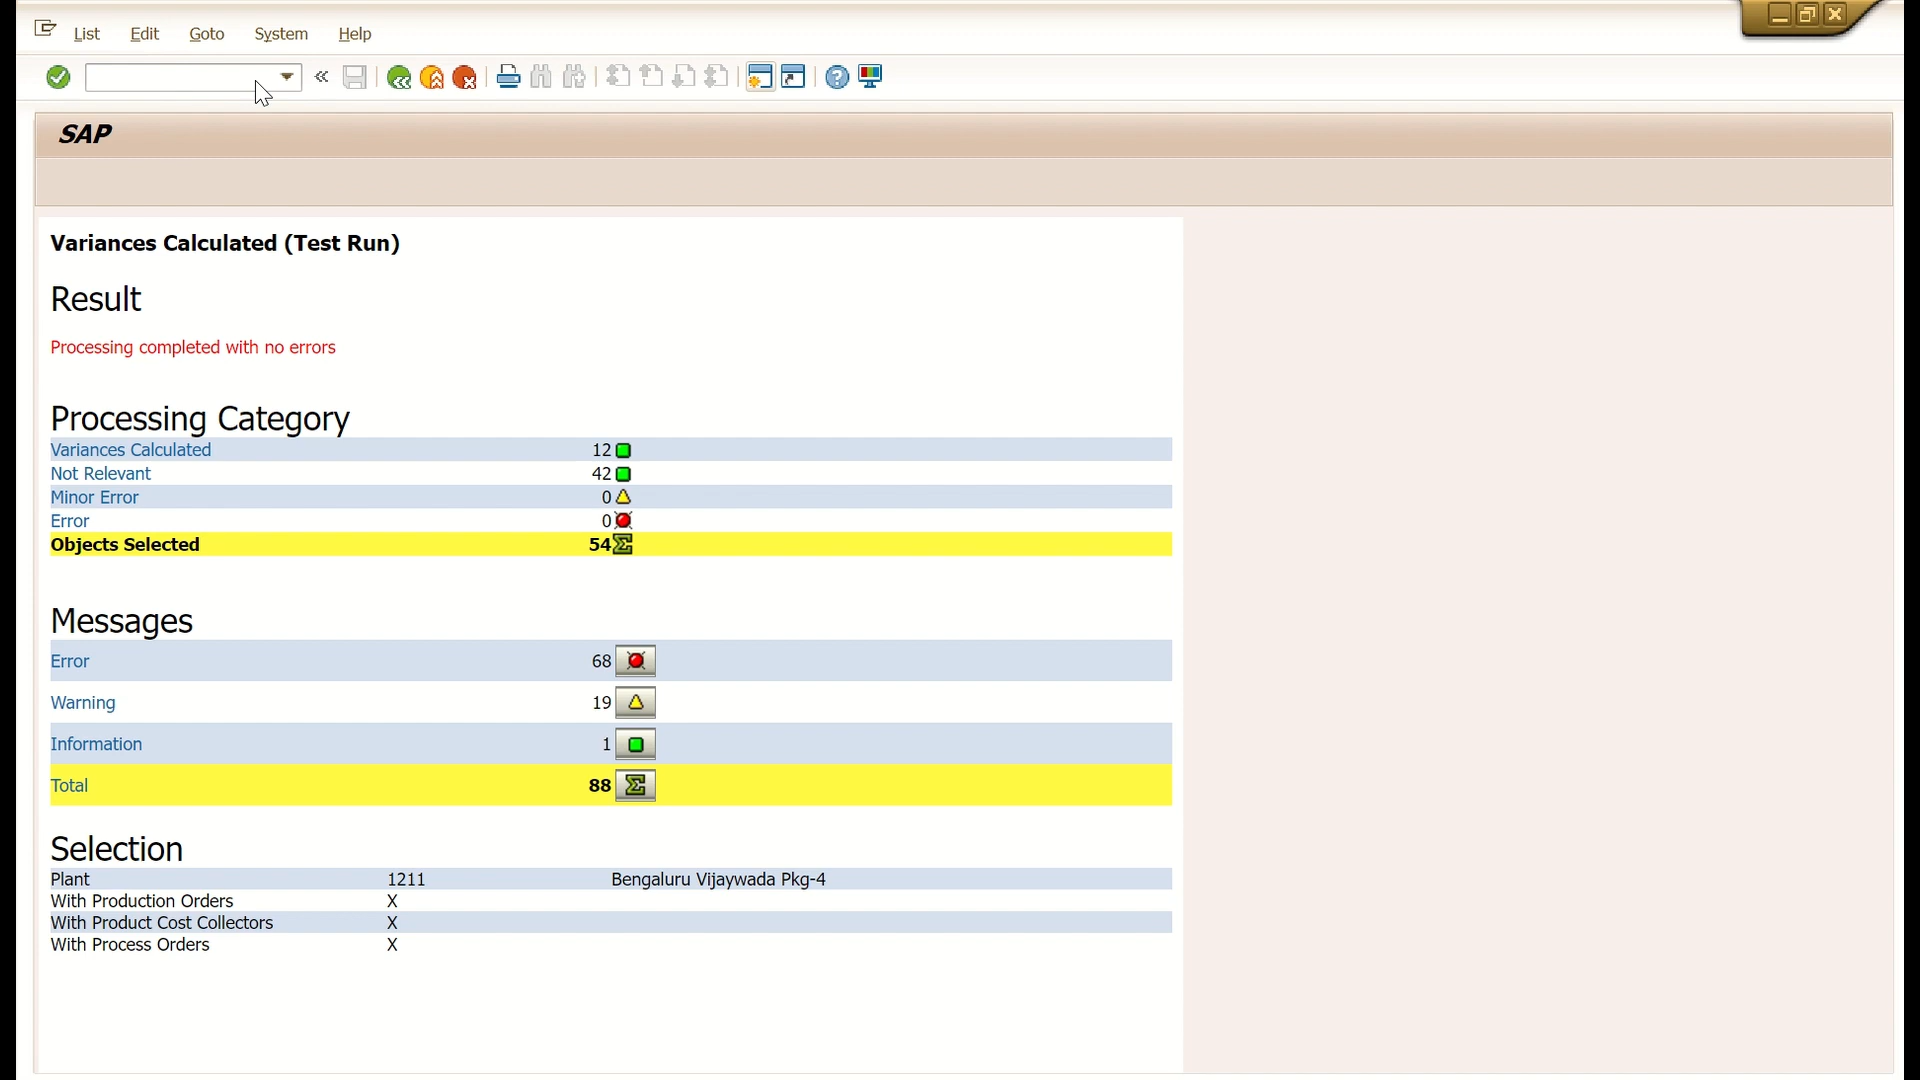 List Edit Goto System Help
SAP
Variances Calculated (Test Run)
Result
Processing completed with no errors
Processing Category
Variances Calculated 12
Not Relevant 42
Minor Error 0
Error 0
Objects Selected 54
Messages
Error 68
Warning 19
Information 1
Total 88
Selection
Plant 1211 Bengaluru Vijaywada Pkg-4
With Production Orders X
With Product Cost Collectors X
With Process Orders X